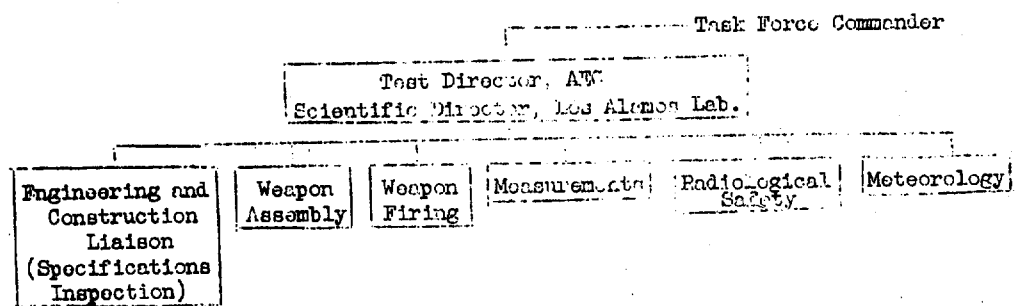 Task Force Commander
Test Director, AEC
Scientific Director, Los Alamos Lab.
Engineering and
Construction
Liaison
(Specifications
Inspection)
Weapon
Assembly
Weapon
Firing
Measurements
Radiological
Safety
Meteorology